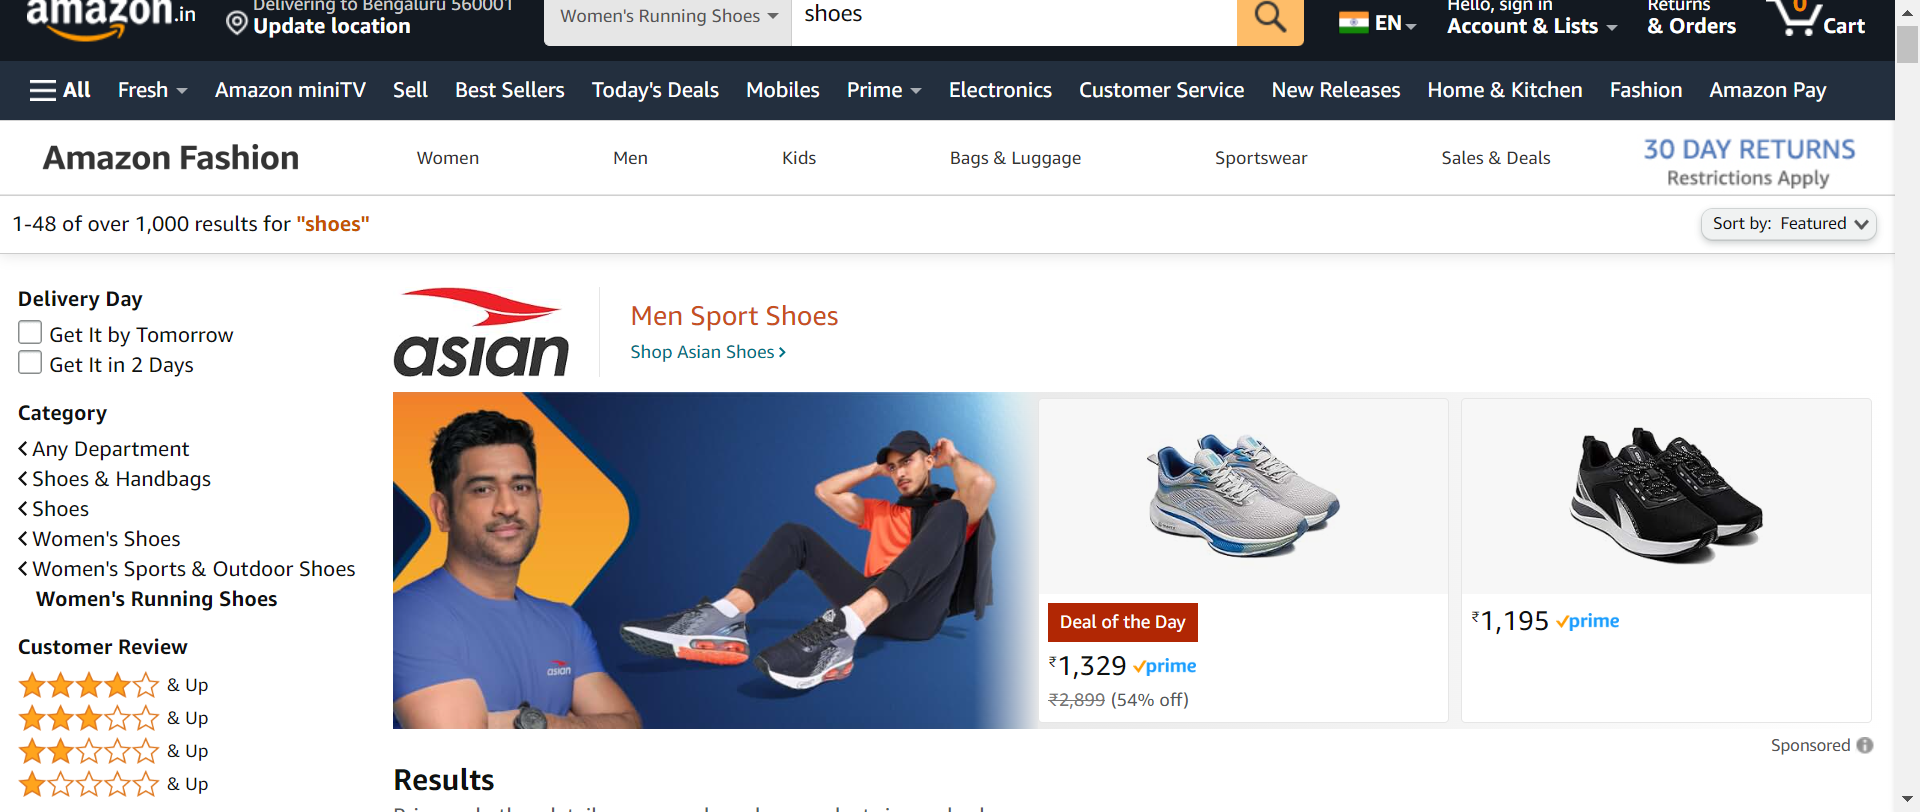 amazon.in
Delivering to Bengaluru 560001
Update location
Women's Running Shoes
shoes
EN
Hello, sign in
Account & Lists
Returns
& Orders
0
Cart
All
Fresh
Amazon miniTV
Sell
Best Sellers
Today's Deals
Mobiles
Prime
Electronics
Customer Service
New Releases
Home & Kitchen
Fashion
Amazon Pay
Amazon Fashion
Women
Men
Kids
Bags & Luggage
Sportswear
Sales & Deals
30 DAY RETURNS
Restrictions Apply
1-48 of over 1,000 results for "shoes"
Sort by: Featured
Delivery Day
Get It by Tomorrow
Get It in 2 Days
Category
Any Department
Shoes & Handbags
Shoes
Women's Shoes
Women's Sports & Outdoor Shoes
Women's Running Shoes
Customer Review
& Up
& Up
& Up
& Up
asian
Men Sport Shoes
Shop Asian Shoes
asian
Deal of the Day
₹1,329 prime
₹2,899 (54% off)
₹1,195 prime
Sponsored
Results